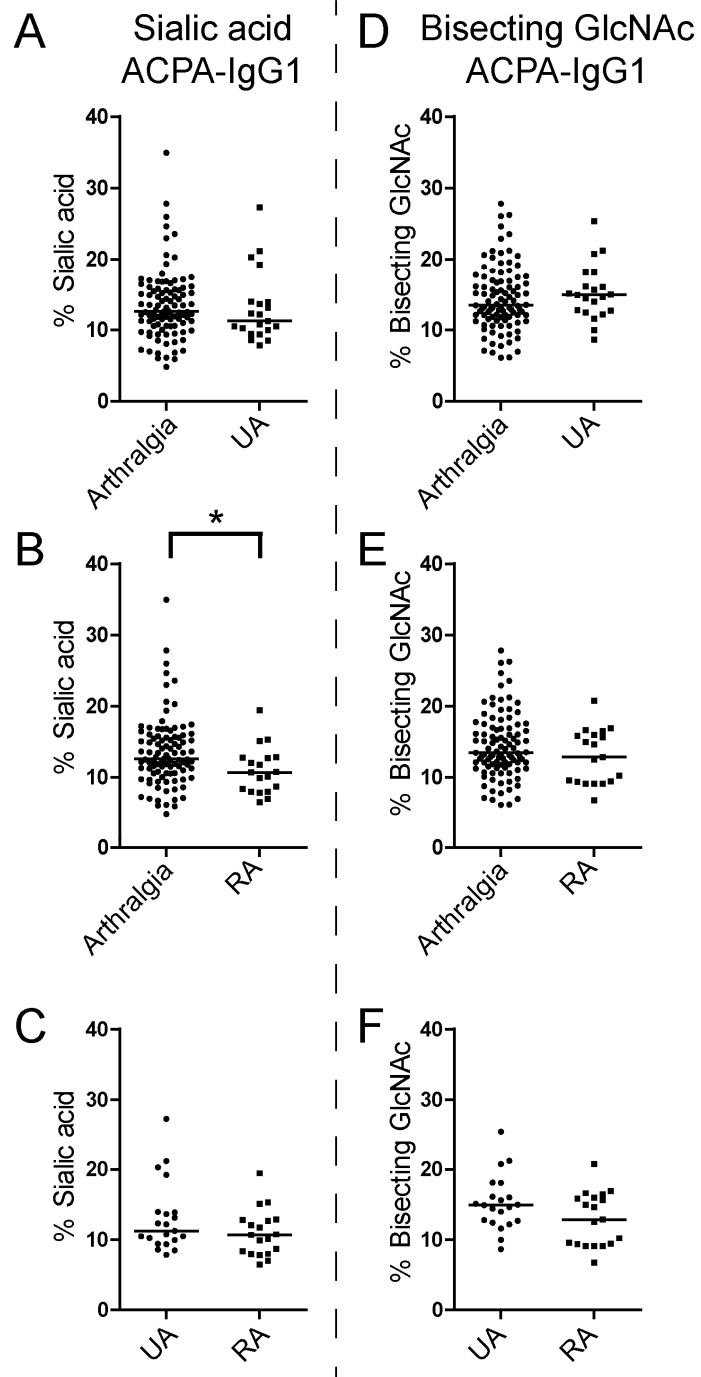 A
Sialic acid
ACPA-IgG1
% Sialic acid
40
30
20
10
0
Arthralgia
UA
D
Bisecting GlcNAc
ACPA-IgG1
% Bisecting GlcNAc
40
30
20
10
0
Arthralgia
UA
B
*
% Sialic acid
40
30
20
10
0
Arthralgia
RA
E
% Bisecting GlcNAc
40
30
20
10
0
Arthralgia
RA
C
% Sialic acid
40
30
20
10
0
UA
RA
F
% Bisecting GlcNAc
40
30
20
10
0
UA
RA